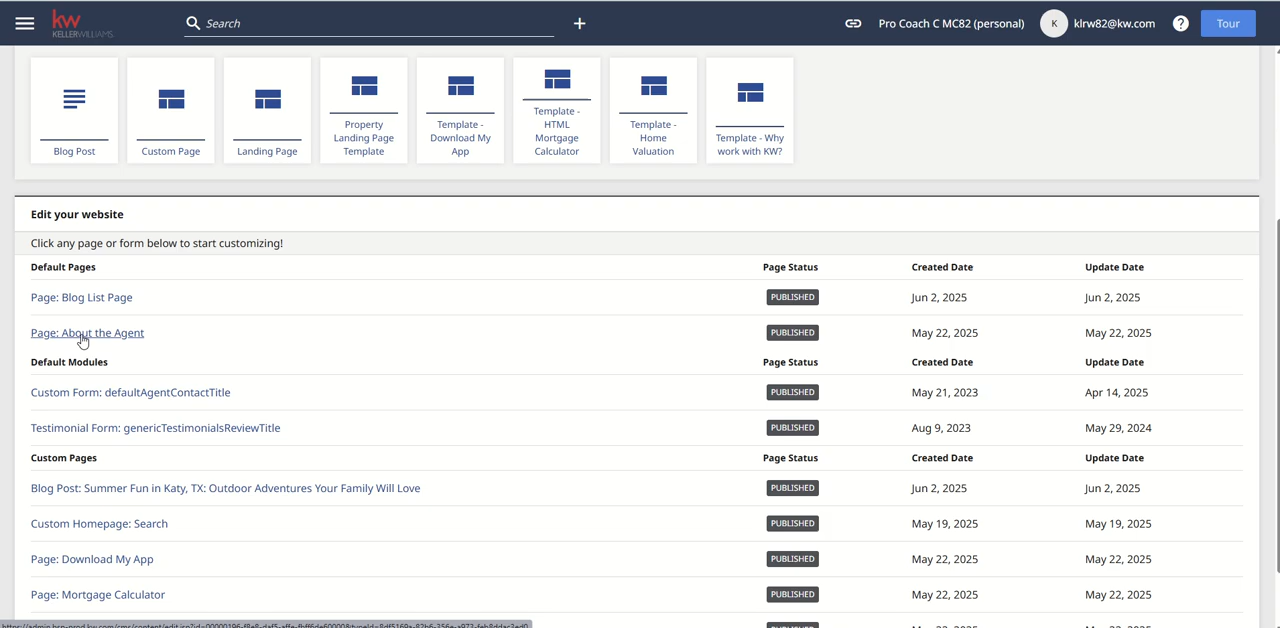 kw
KELLERWILLIAMS
Search
+
Pro Coach C MC82 (personal)
K
klrw82@kw.com
?
Tour
Blog Post
Custom Page
Landing Page
Property
Landing Page
Template
Template -
Download My
App
Template -
HTML
Mortgage
Calculator
Template -
Home
Valuation
Template - Why
work with KW?
Edit your website
Click any page or form below to start customizing!
Default Pages Page Status Created Date Update Date
Page: Blog List Page PUBLISHED Jun 2, 2025 Jun 2, 2025
Page: About the Agent PUBLISHED May 22, 2025 May 22, 2025
Default Modules Page Status Created Date Update Date
Custom Form: defaultAgentContactTitle PUBLISHED May 21, 2023 Apr 14, 2025
Testimonial Form: genericTestimonialsReviewTitle PUBLISHED Aug 9, 2023 May 29, 2024
Custom Pages Page Status Created Date Update Date
Blog Post: Summer Fun in Katy, TX: Outdoor Adventures Your Family Will Love PUBLISHED Jun 2, 2025 Jun 2, 2025
Custom Homepage: Search PUBLISHED May 19, 2025 May 19, 2025
Page: Download My App PUBLISHED May 22, 2025 May 22, 2025
Page: Mortgage Calculator PUBLISHED May 22, 2025 May 22, 2025